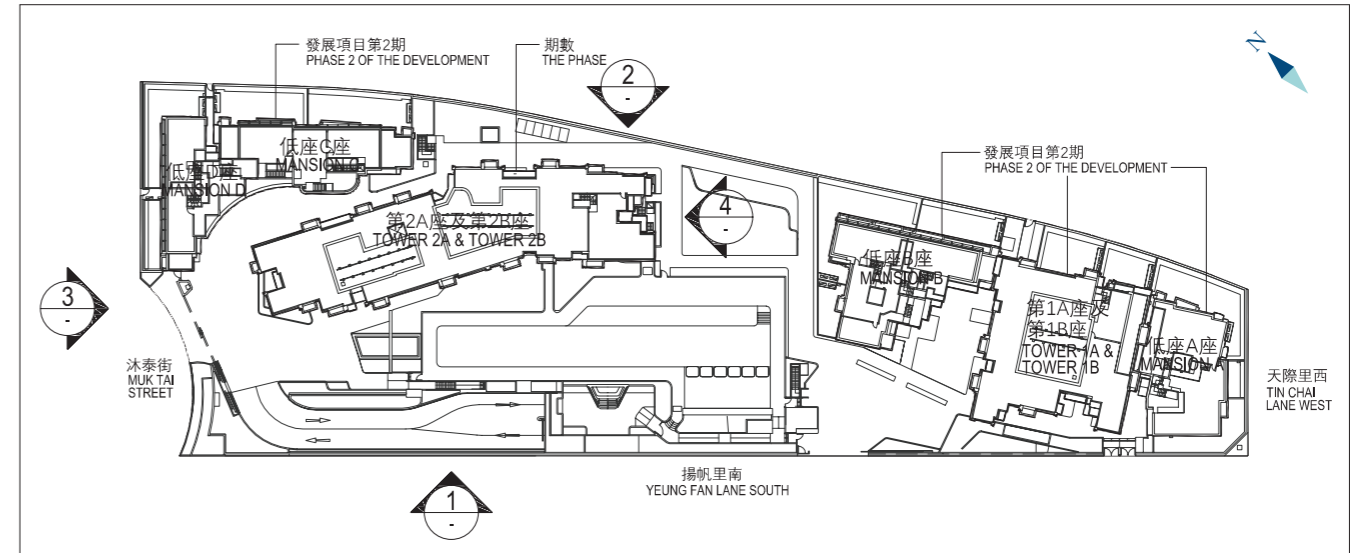 發展項目第2期
PHASE 2 OF THE DEVELOPMENT
期數
THE PHASE
N
2
-
低座C座
MANSION C
低座D座
MANSION D
發展項目第2期
PHASE 2 OF THE DEVELOPMENT
4
-
第2A座及第2B座
TOWER 2A & TOWER 2B
低座B座
MANSION B
3
-
第1A座及
第1B座
TOWER 1A &
TOWER 1B
低座A座
MANSION A
沐泰街
MUK TAI
STREET
天際里西
TIN CHAI
LANE WEST
揚帆里南
YEUNG FAN LANE SOUTH
1
-